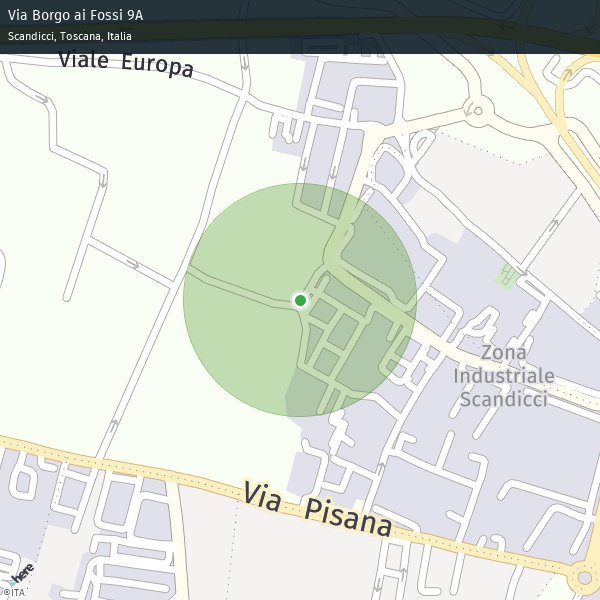 Via Borgo ai Fossi 9A
Scandicci, Toscana, Italia
Viale Europa
Zona
Industriale
Scandicci
Via Pisana
here
©ITA